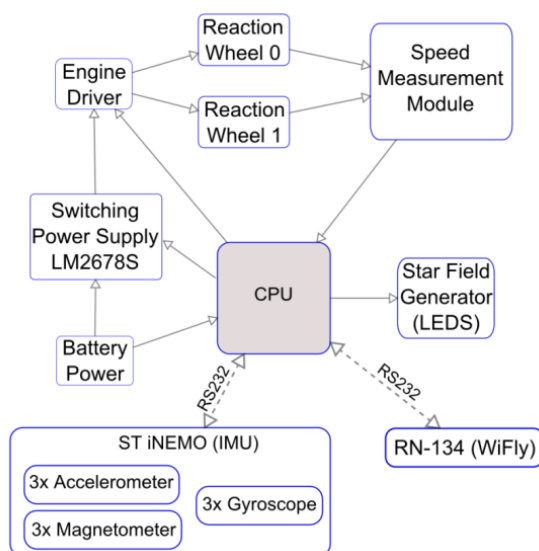 Reaction
Wheel 0
Speed
Measurement
Module
Engine
Driver
Reaction
Wheel 1
Switching
Power Supply
LM2678S
CPU
Star Field
Generator
(LEDS)
Battery
Power
RS232
RS232
ST iNEMO (IMU)
RN-134 (WiFly)
3x Accelerometer
3x Gyroscope
3x Magnetometer